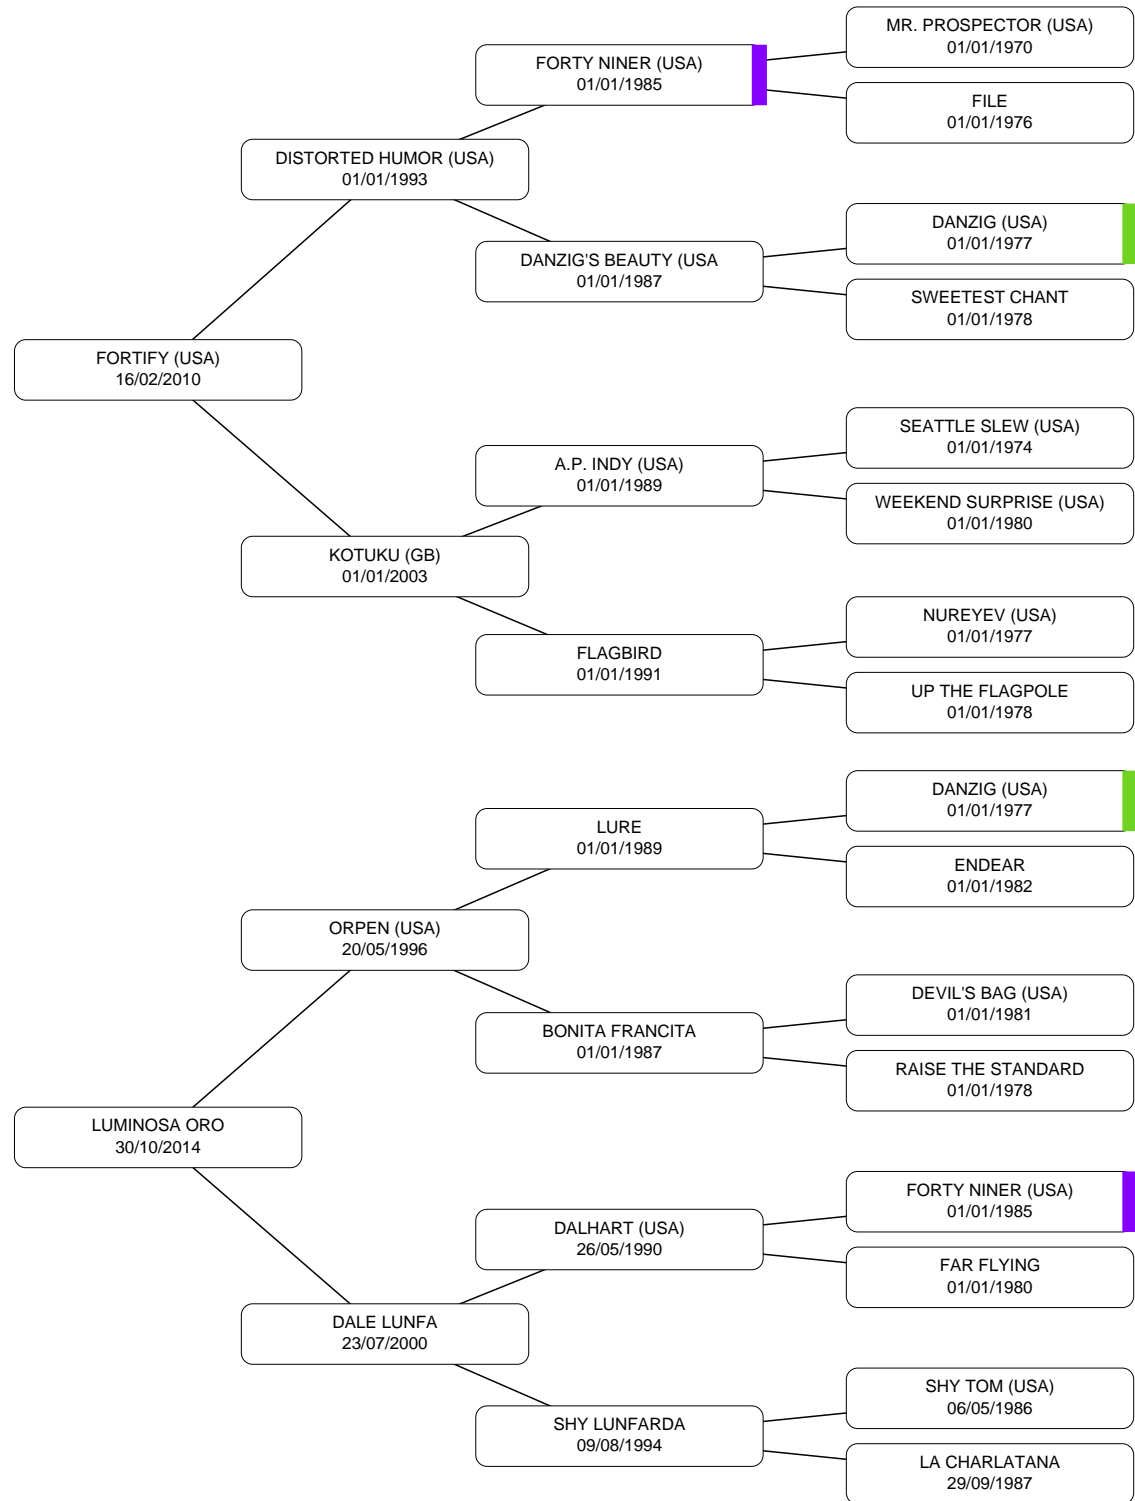 MR. PROSPECTOR (USA)
01/01/1970
FORTY NINER (USA)
01/01/1985
FILE
01/01/1976
DISTORTED HUMOR (USA)
01/01/1993
DANZIG (USA)
01/01/1977
DANZIG'S BEAUTY (USA
01/01/1987
SWEETEST CHANT
01/01/1978
FORTIFY (USA)
16/02/2010
SEATTLE SLEW (USA)
01/01/1974
A.P. INDY (USA)
01/01/1989
WEEKEND SURPRISE (USA)
01/01/1980
KOTUKU (GB)
01/01/2003
NUREYEV (USA)
01/01/1977
FLAGBIRD
01/01/1991
UP THE FLAGPOLE
01/01/1978
DANZIG (USA)
01/01/1977
LURE
01/01/1989
ENDEAR
01/01/1982
ORPEN (USA)
20/05/1996
DEVIL'S BAG (USA)
01/01/1981
BONITA FRANCITA
01/01/1987
RAISE THE STANDARD
01/01/1978
LUMINOSA ORO
30/10/2014
FORTY NINER (USA)
01/01/1985
DALHART (USA)
26/05/1990
FAR FLYING
01/01/1980
DALE LUNFA
23/07/2000
SHY TOM (USA)
06/05/1986
SHY LUNFARDA
09/08/1994
LA CHARLATANA
29/09/1987